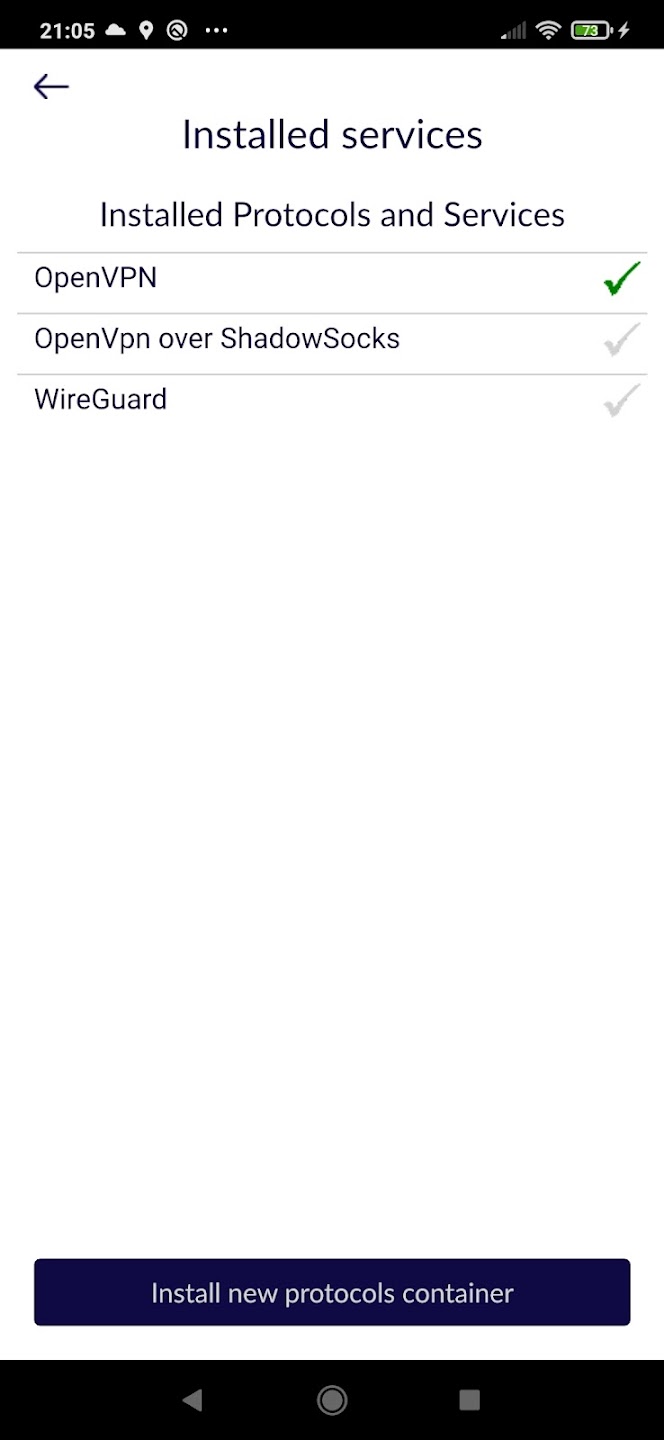 21:05
73
Installed services
Installed Protocols and Services
OpenVPN
OpenVpn over ShadowSocks
WireGuard
Install new protocols container